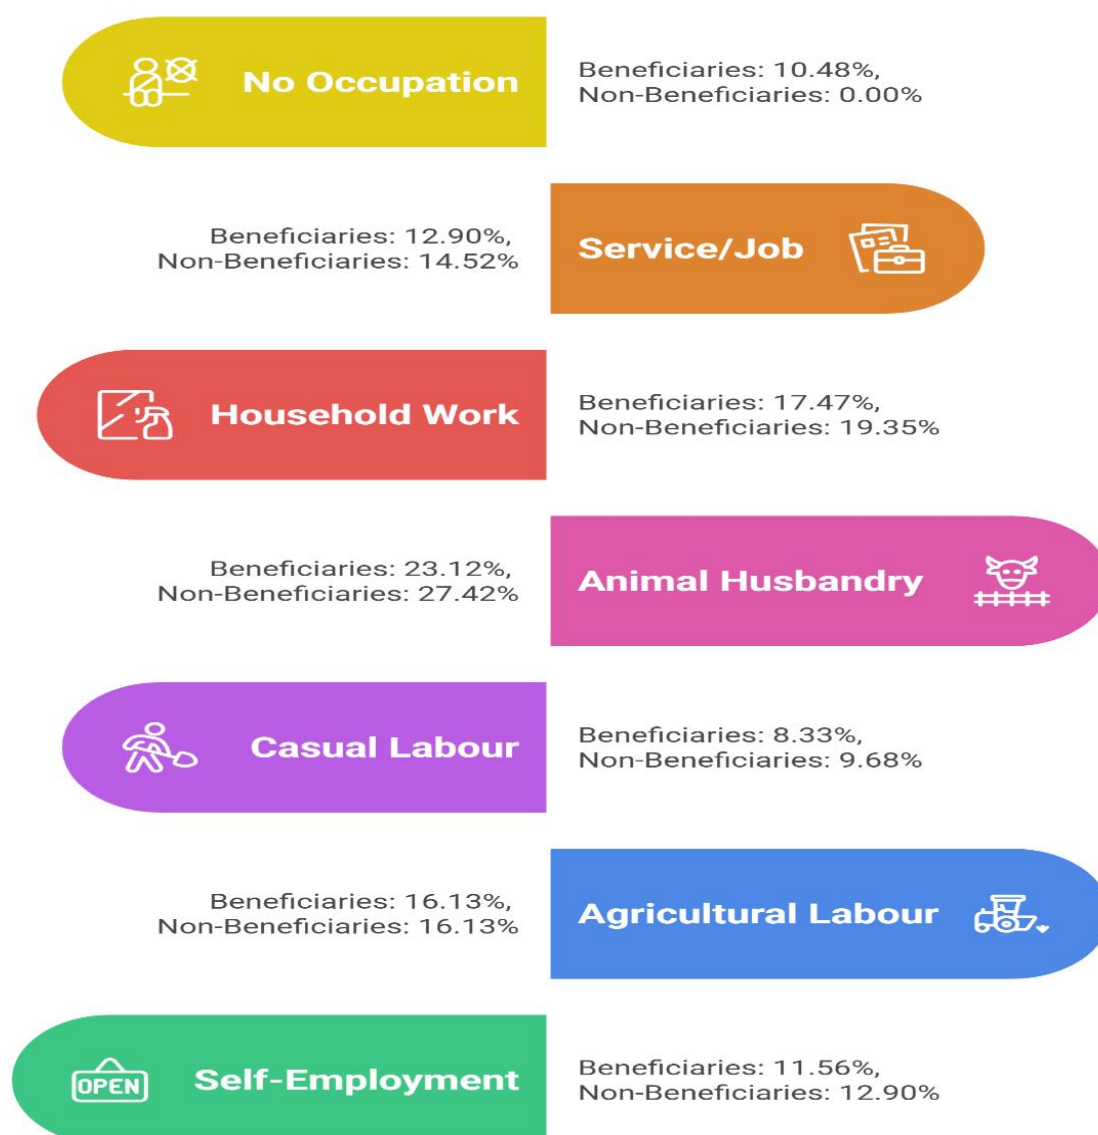 No Occupation
Beneficiaries: 10.48%,
Non-Beneficiaries: 0.00%
Beneficiaries: 12.90%,
Non-Beneficiaries: 14.52%
Service/Job
Household Work
Beneficiaries: 17.47%,
Non-Beneficiaries: 19.35%
Beneficiaries: 23.12%,
Non-Beneficiaries: 27.42%
Animal Husbandry
Casual Labour
Beneficiaries: 8.33%,
Non-Beneficiaries: 9.68%
Beneficiaries: 16.13%,
Non-Beneficiaries: 16.13%
Agricultural Labour
OPEN
Self-Employment
Beneficiaries: 11.56%,
Non-Beneficiaries: 12.90%